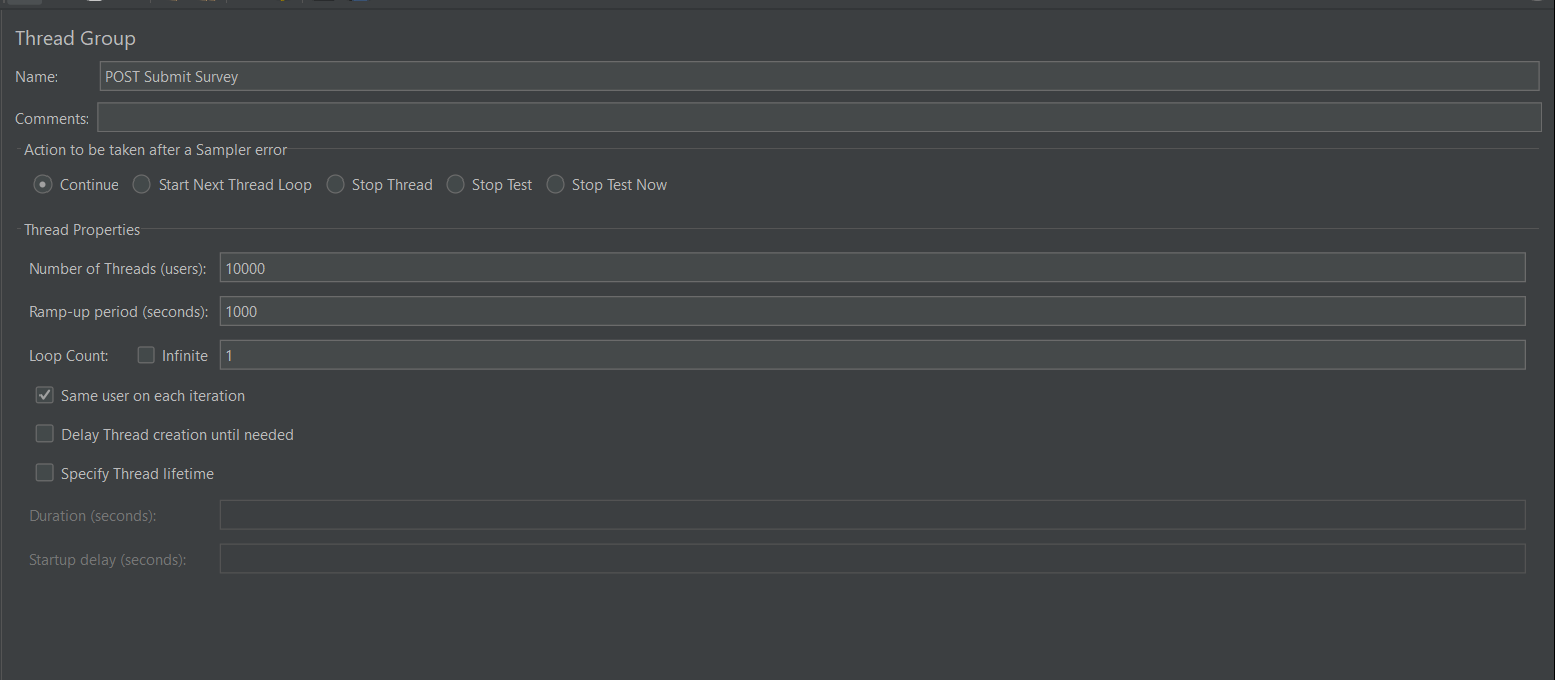 Thread Group
Name: POST Submit Survey
Comments:
Action to be taken after a Sampler error
Continue Start Next Thread Loop Stop Thread Stop Test Stop Test Now
Thread Properties
Number of Threads (users): 10000
Ramp-up period (seconds): 1000
Loop Count: Infinite 1
Same user on each iteration
Delay Thread creation until needed
Specify Thread lifetime
Duration (seconds):
Startup delay (seconds):